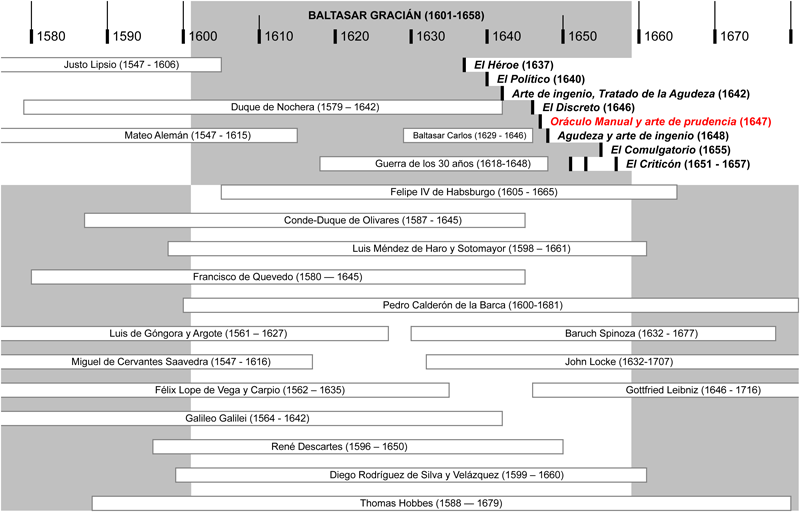 BALTASAR GRACIÁN (1601-1658)
1580 1590 1600 1610 1620 1630 1640 1650 1660 1670
Justo Lipsio (1547 - 1606) El Héroe (1637)
El Político (1640)
Arte de ingenio, Tratado de la Agudeza (1642)
Duque de Nochera (1579 – 1642) El Discreto (1646)
Oráculo Manual y arte de prudencia (1647)
Mateo Alemán (1547 - 1615) Baltasar Carlos (1629 - 1646) Agudeza y arte de ingenio (1648)
El Comulgatorio (1655)
Guerra de los 30 años (1618-1648) El Criticón (1651 - 1657)
Felipe IV de Habsburgo (1605 - 1665)
Conde-Duque de Olivares (1587 - 1645)
Luis Méndez de Haro y Sotomayor (1598 – 1661)
Francisco de Quevedo (1580 — 1645)
Pedro Calderón de la Barca (1600-1681)
Luis de Góngora y Argote (1561 – 1627) Baruch Spinoza (1632 - 1677)
Miguel de Cervantes Saavedra (1547 - 1616) John Locke (1632-1707)
Félix Lope de Vega y Carpio (1562 – 1635) Gottfried Leibniz (1646 - 1716)
Galileo Galilei (1564 - 1642)
René Descartes (1596 – 1650)
Diego Rodríguez de Silva y Velázquez (1599 – 1660)
Thomas Hobbes (1588 — 1679)